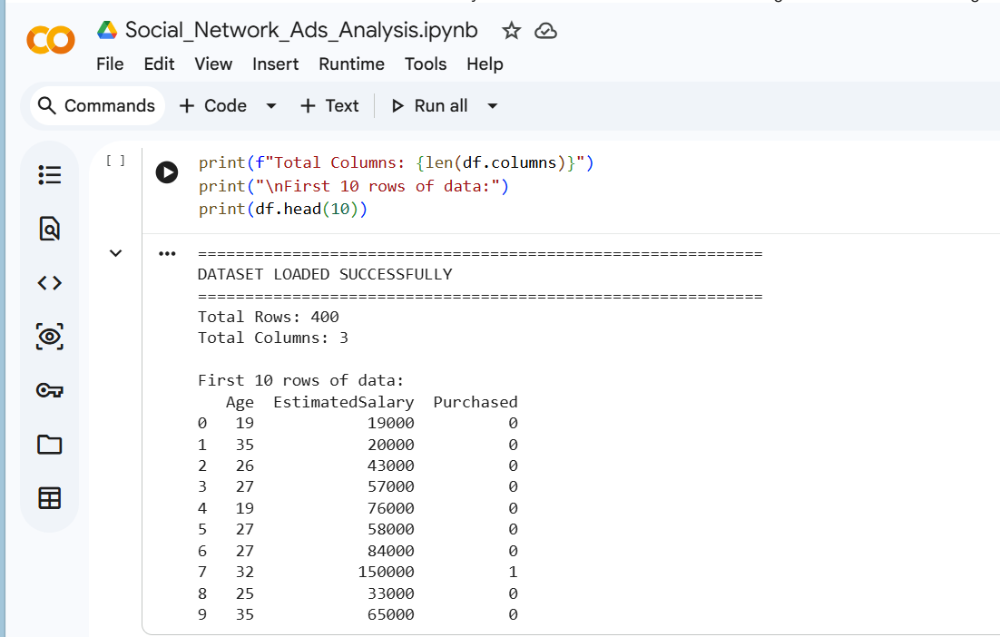 Social_Network_Ads_Analysis.ipynb
File Edit View Insert Runtime Tools Help
Commands + Code + Text Run all
[ ]
print(f"Total Columns: {len(df.columns)}")
print("\nFirst 10 rows of data:")
print(df.head(10))
============================================================
DATASET LOADED SUCCESSFULLY
============================================================
Total Rows: 400
Total Columns: 3
First 10 rows of data:
   Age  EstimatedSalary  Purchased
0   19            19000          0
1   35            20000          0
2   26            43000          0
3   27            57000          0
4   19            76000          0
5   27            58000          0
6   27            84000          0
7   32           150000          1
8   25            33000          0
9   35            65000          0